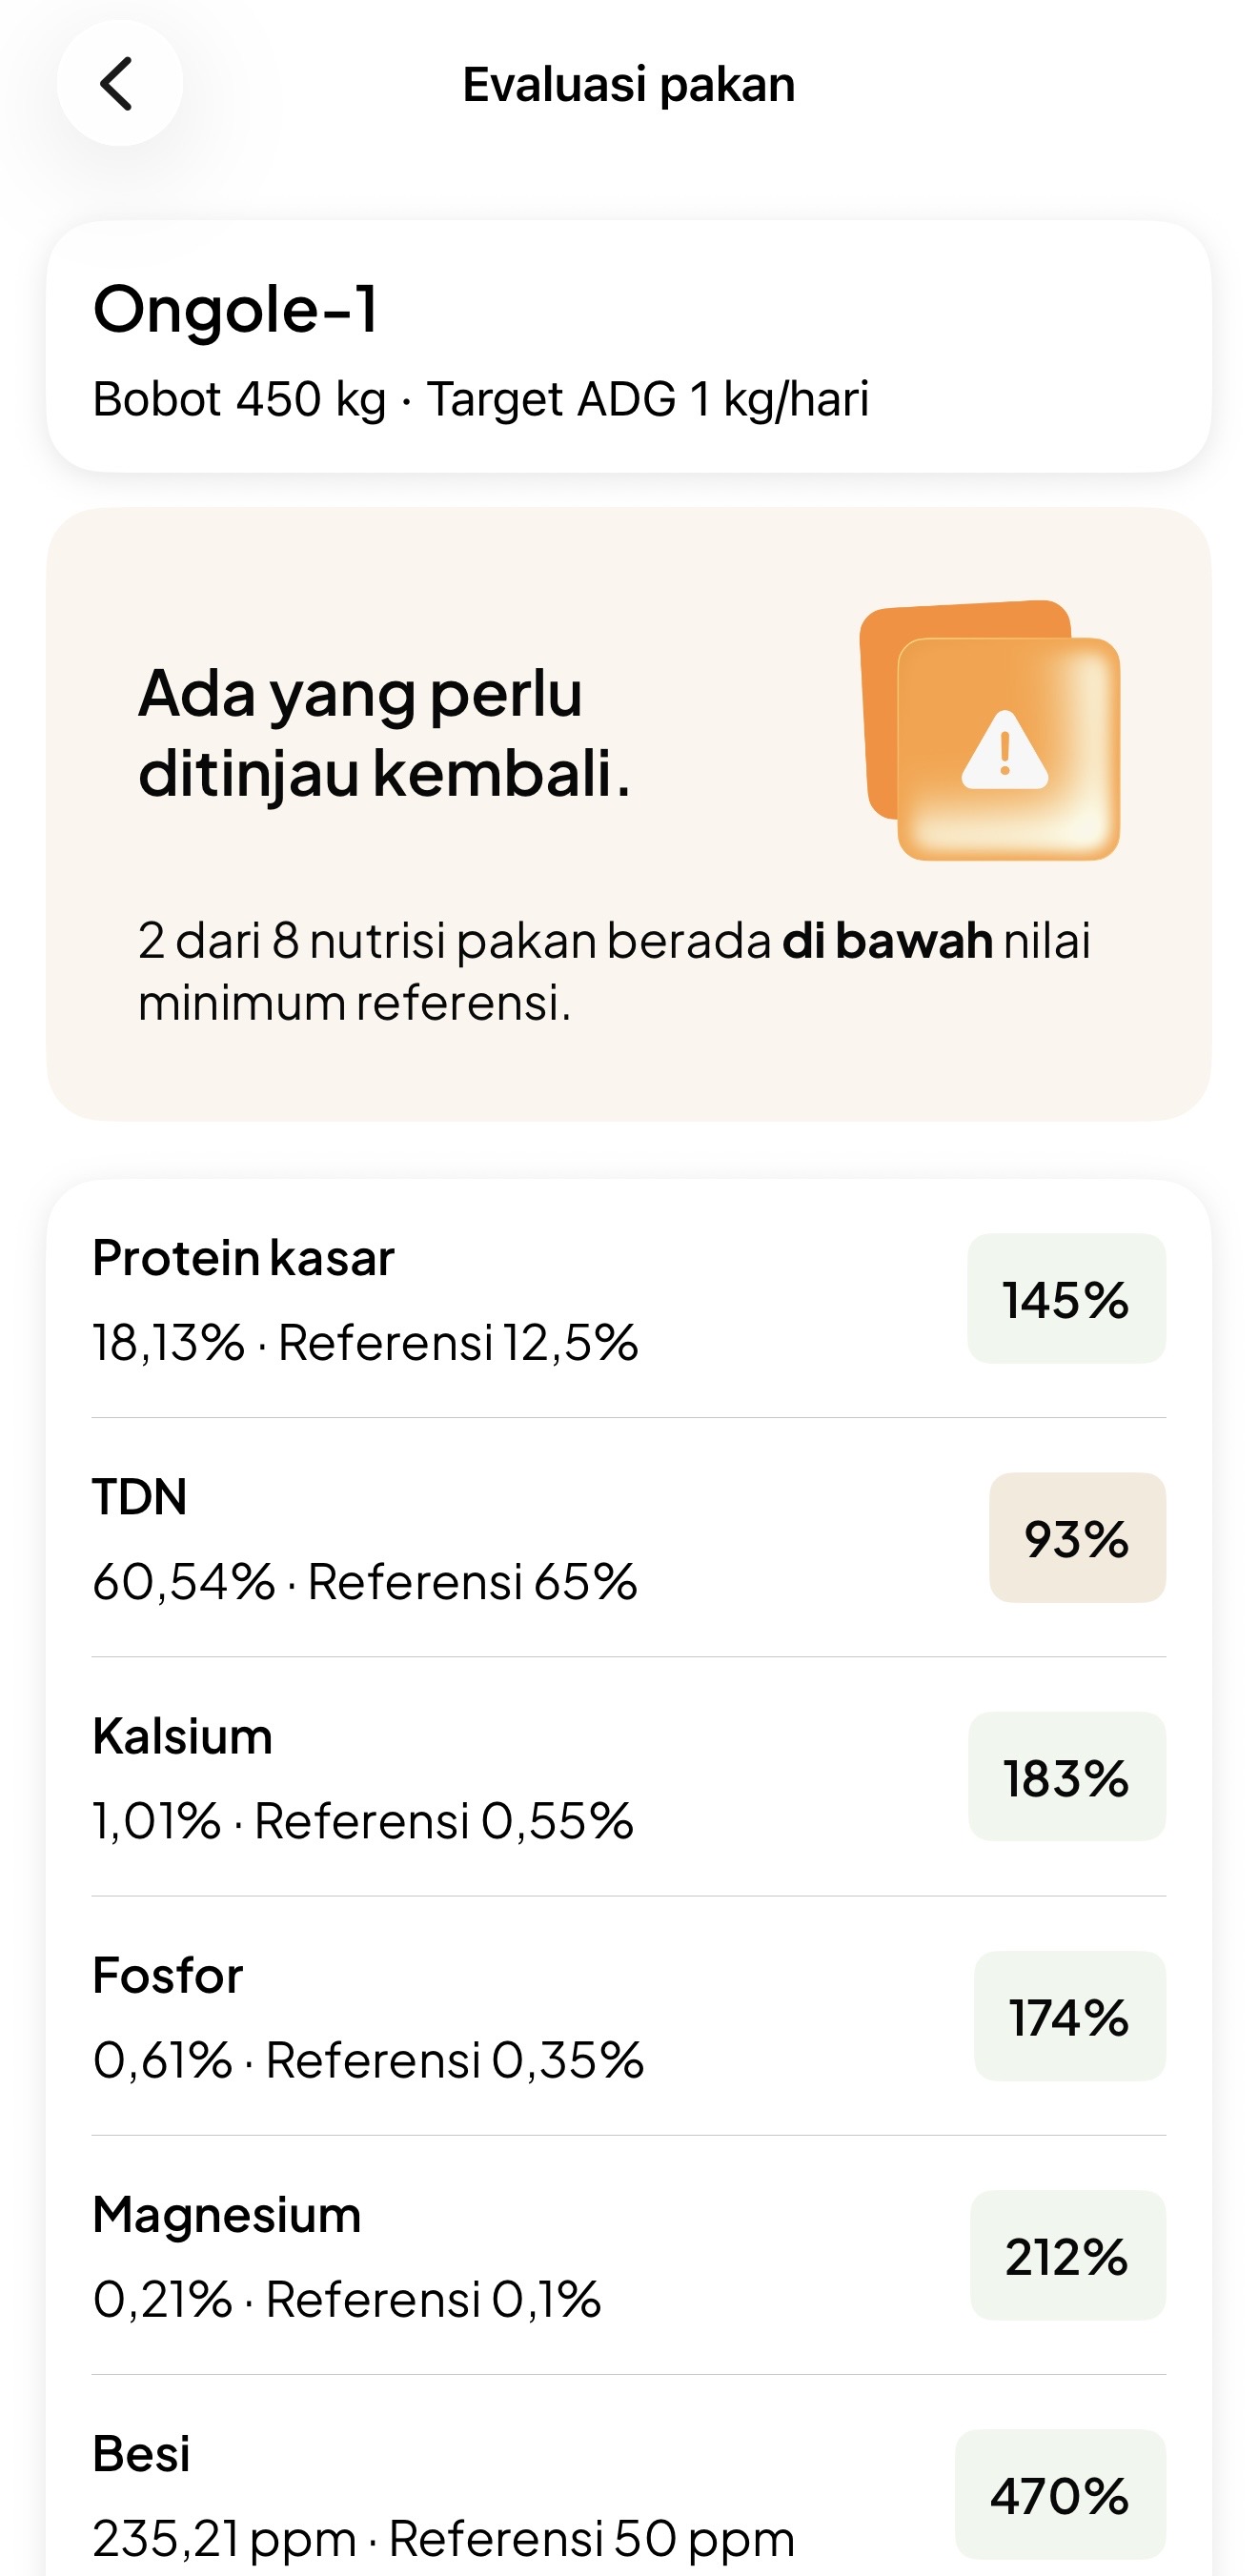 Evaluasi pakan
Ongole-1
Bobot 450 kg · Target ADG 1 kg/hari
Ada yang perlu
ditinjau kembali.
2 dari 8 nutrisi pakan berada di bawah nilai
minimum referensi.
Protein kasar
145%
18,13% · Referensi 12,5%
TDN
93%
60,54% · Referensi 65%
Kalsium
183%
1,01% · Referensi 0,55%
Fosfor
174%
0,61% · Referensi 0,35%
Magnesium
212%
0,21% · Referensi 0,1%
Besi
470%
235,21 ppm · Referensi 50 ppm